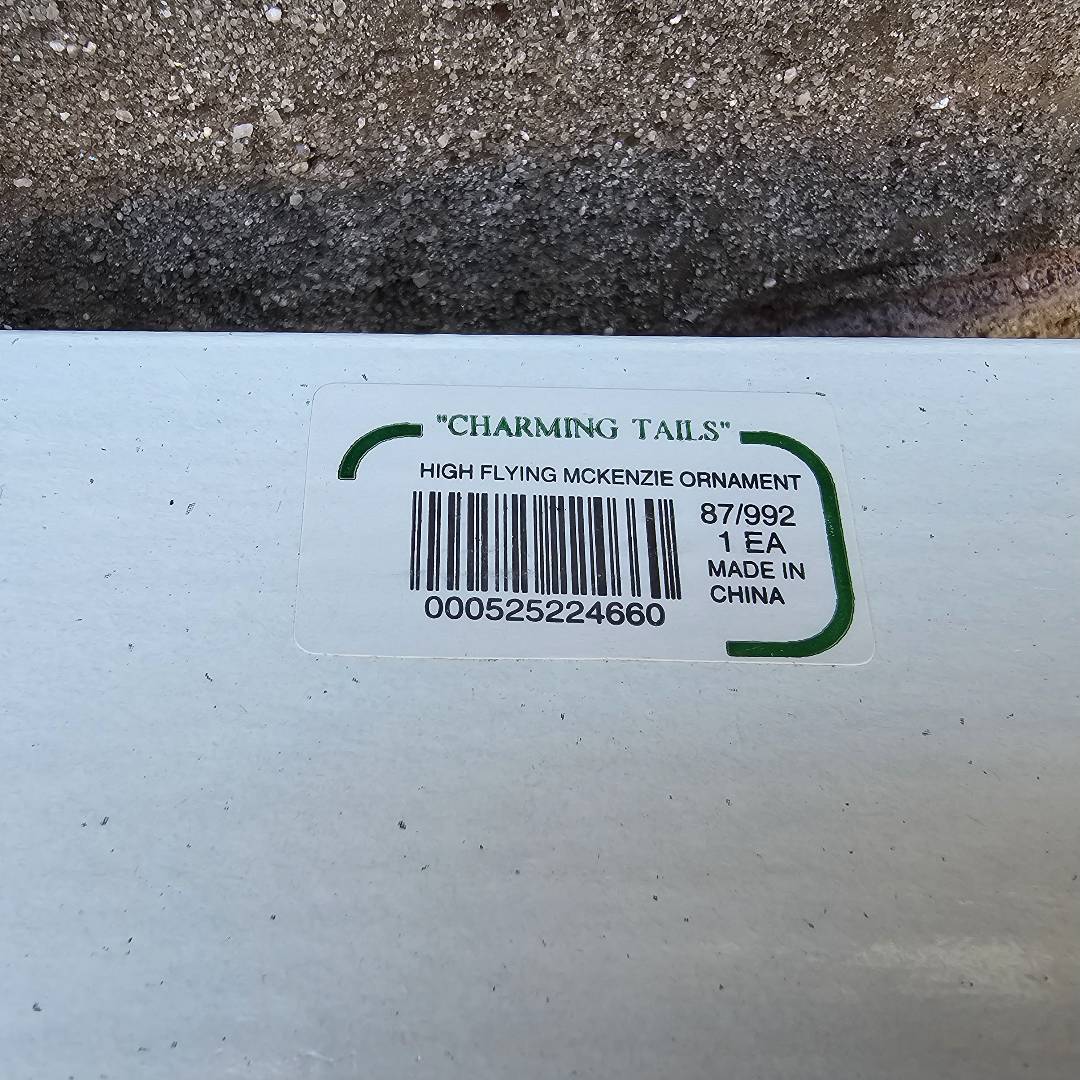 "CHARMING TAILS"
HIGH FLYING MCKENZIE ORNAMENT
87/992
1 EA
MADE IN
CHINA
000525224660